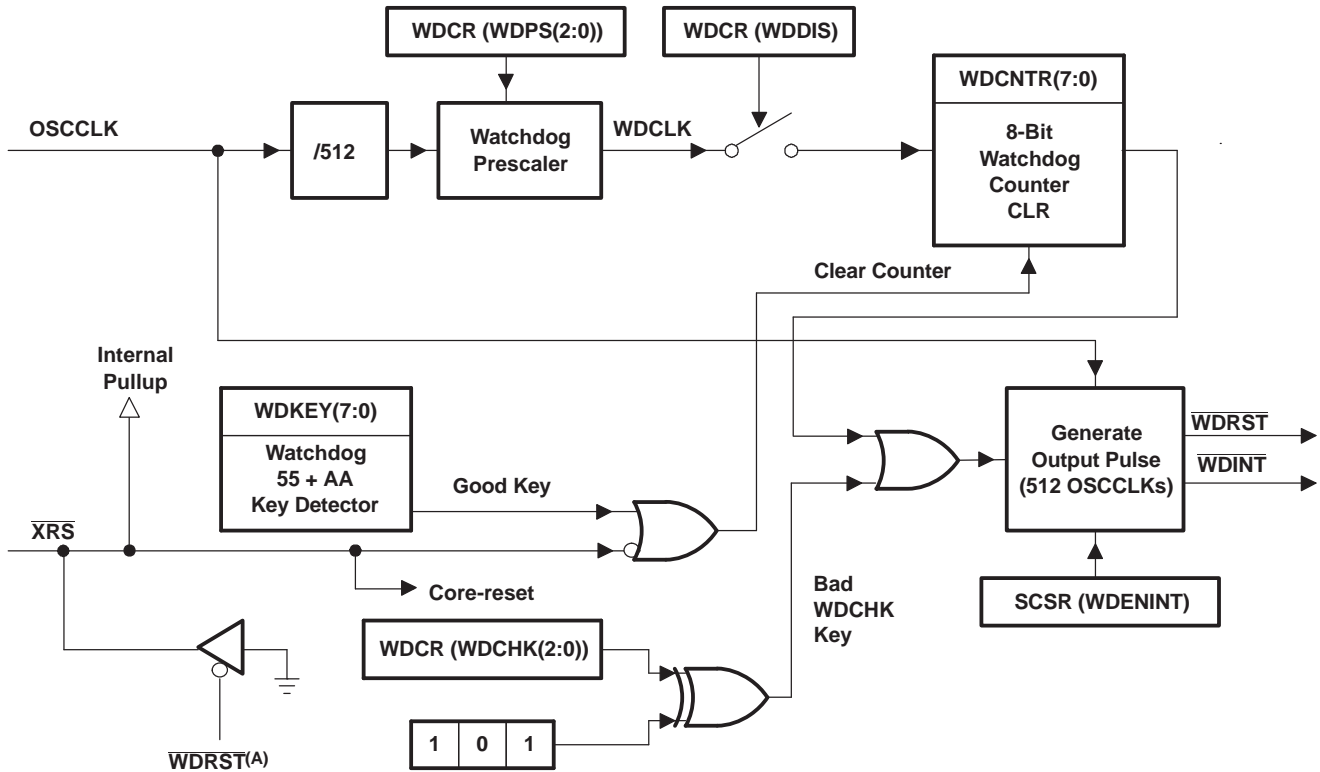 WDCR (WDPS(2:0))
WDCR (WDDIS)
WDCNTR(7:0)
OSCCLK
/512
Watchdog
Prescaler
WDCLK
8-Bit
Watchdog
Counter
CLR
Clear Counter
Internal
Pullup
WDKEY(7:0)
Watchdog
55 + AA
Key Detector
Good Key
Generate
Output Pulse
(512 OSCCLKs)
WDRST
WDINT
XRS
Core-reset
Bad
WDCHK
Key
SCSR (WDENINT)
WDCR (WDCHK(2:0))
1 0 1
WDRST(A)